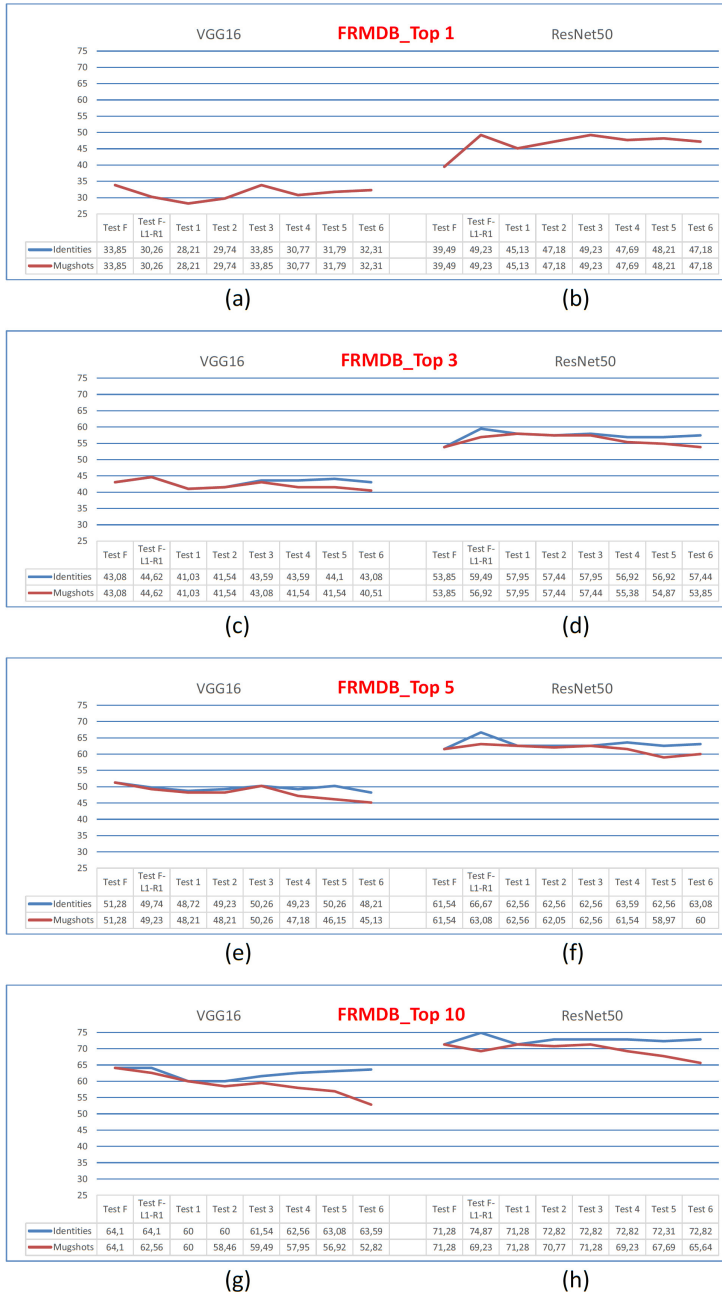 VGG16 FRMDB_Top 1 ResNet50
75
70
65
60
55
50
45
40
35
30
25
Test F Test F-L1-R1 Test 1 Test 2 Test 3 Test 4 Test 5 Test 6 Test F Test F-L1-R1 Test 1 Test 2 Test 3 Test 4 Test 5 Test 6
Identities 33,85 30,26 28,21 29,74 33,85 30,77 31,79 32,31 39,49 49,23 45,13 47,18 49,23 47,69 48,21 47,18
Mugshots 33,85 30,26 28,21 29,74 33,85 30,77 31,79 32,31 39,49 49,23 45,13 47,18 49,23 47,69 48,21 47,18
(a) (b)
VGG16 FRMDB_Top 3 ResNet50
75
70
65
60
55
50
45
40
35
30
25
Test F Test F-L1-R1 Test 1 Test 2 Test 3 Test 4 Test 5 Test 6 Test F Test F-L1-R1 Test 1 Test 2 Test 3 Test 4 Test 5 Test 6
Identities 43,08 44,62 41,03 41,54 43,59 43,59 44,1 43,08 53,85 59,49 57,95 57,44 57,95 56,92 56,92 57,44
Mugshots 43,08 44,62 41,03 41,54 43,08 41,54 41,54 40,51 53,85 56,92 57,95 57,44 57,44 55,38 54,87 53,85
(c) (d)
VGG16 FRMDB_Top 5 ResNet50
75
70
65
60
55
50
45
40
35
30
25
Test F Test F-L1-R1 Test 1 Test 2 Test 3 Test 4 Test 5 Test 6 Test F Test F-L1-R1 Test 1 Test 2 Test 3 Test 4 Test 5 Test 6
Identities 51,28 49,74 48,72 49,23 50,26 49,23 50,26 48,21 61,54 66,67 62,56 62,56 62,56 63,59 62,56 63,08
Mugshots 51,28 49,23 48,21 48,21 50,26 47,18 46,15 45,13 61,54 63,08 62,56 62,05 62,56 61,54 58,97 60
(e) (f)
VGG16 FRMDB_Top 10 ResNet50
75
70
65
60
55
50
45
40
35
30
25
Test F Test F-L1-R1 Test 1 Test 2 Test 3 Test 4 Test 5 Test 6 Test F Test F-L1-R1 Test 1 Test 2 Test 3 Test 4 Test 5 Test 6
Identities 64,1 64,1 60 60 61,54 62,56 63,08 63,59 71,28 74,87 71,28 72,82 72,82 72,82 72,31 72,82
Mugshots 64,1 62,56 60 58,46 59,49 57,95 56,92 52,82 71,28 69,23 71,28 70,77 71,28 69,23 67,69 65,64
(g) (h)